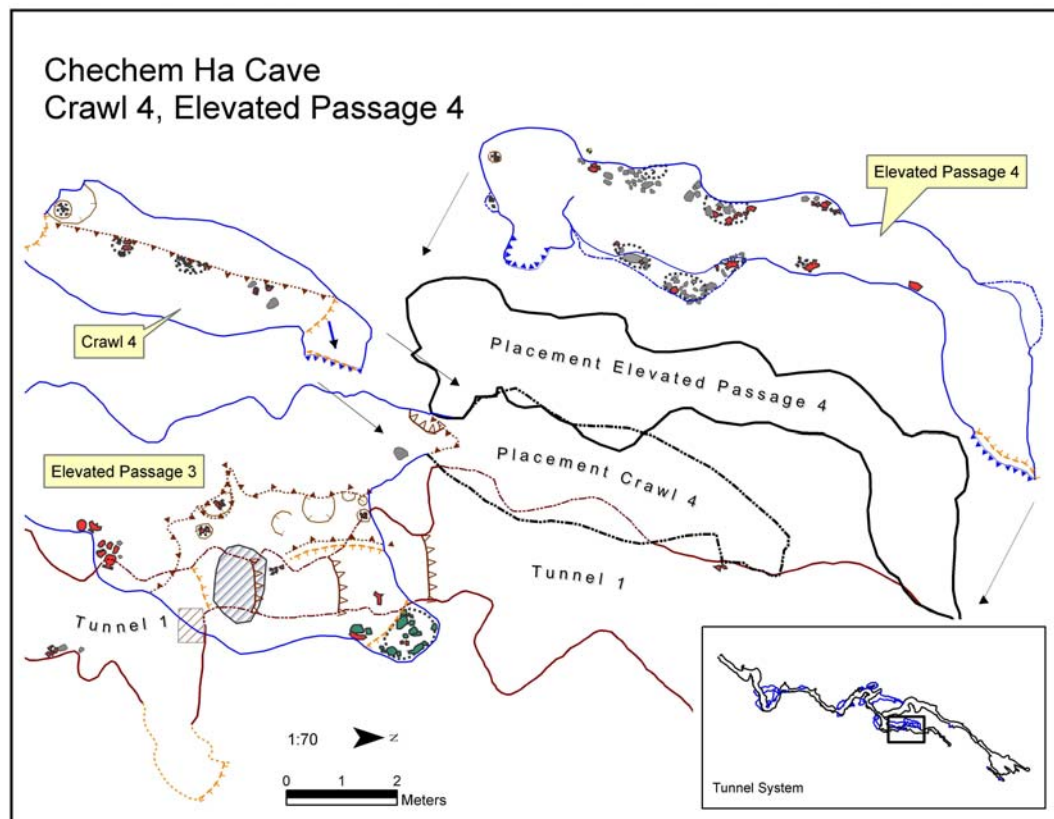 Chechem Ha Cave
Crawl 4, Elevated Passage 4
Elevated Passage 4
Crawl 4
Placement Elevated Passage 4
Placement Crawl 4
Elevated Passage 3
Tunnel 1
Tunnel 1
1:70
N
0 1 2
Meters
Tunnel System